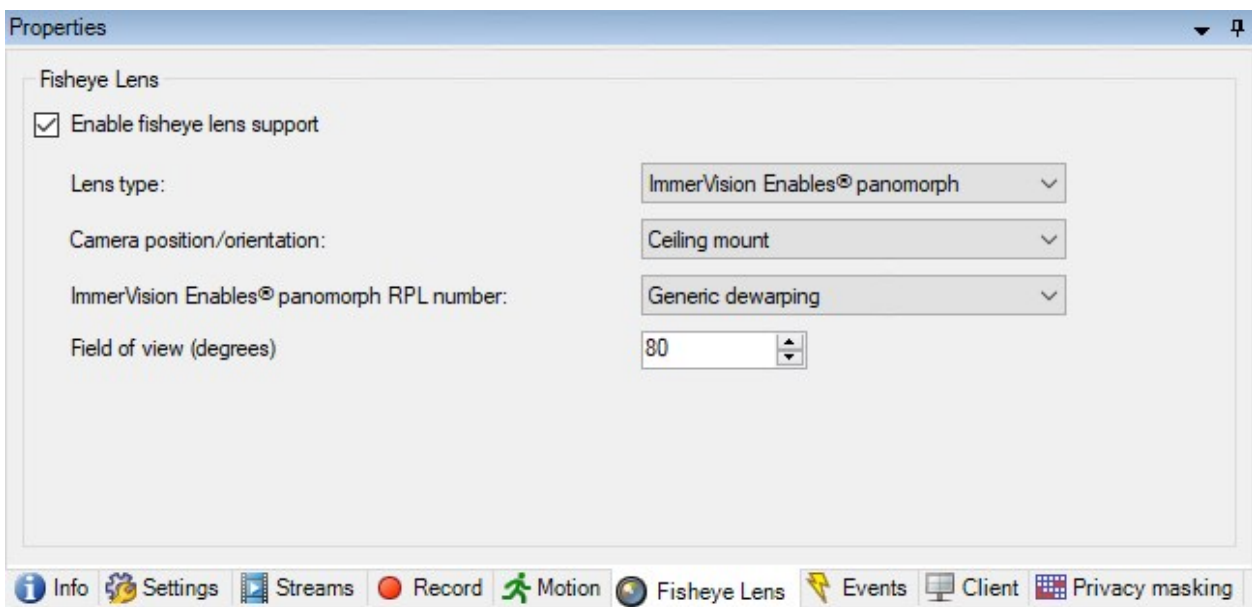 Properties
Fisheye Lens
Enable fisheye lens support
Lens type: ImmerVision Enables® panomorph
Camera position/orientation: Ceiling mount
ImmerVision Enables® panomorph RPL number: Generic dewarping
Field of view (degrees) 80
Info Settings Streams Record Motion Fisheye Lens Events Client Privacy masking